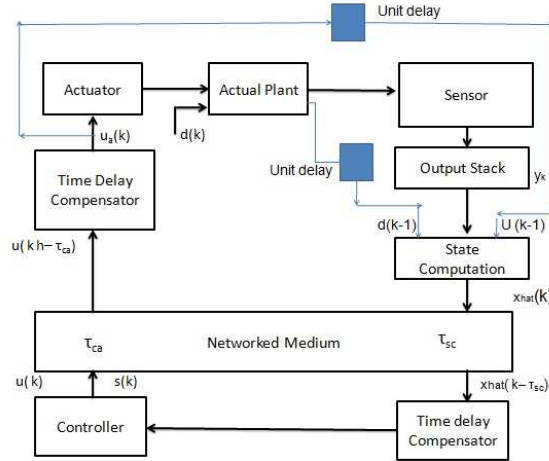 Unit delay
Actuator
Actual Plant
Sensor
uₐ(k)
d(k)
Unit delay
Output Stack
yₖ
Time Delay
Compensator
d(k-1)
U (k-1)
u( k h− τca)
State
Computation
xhat(k)
τca
Networked Medium
τsc
u(k)
s(k)
xhat( k− τsc)
Controller
Time delay
Compensator